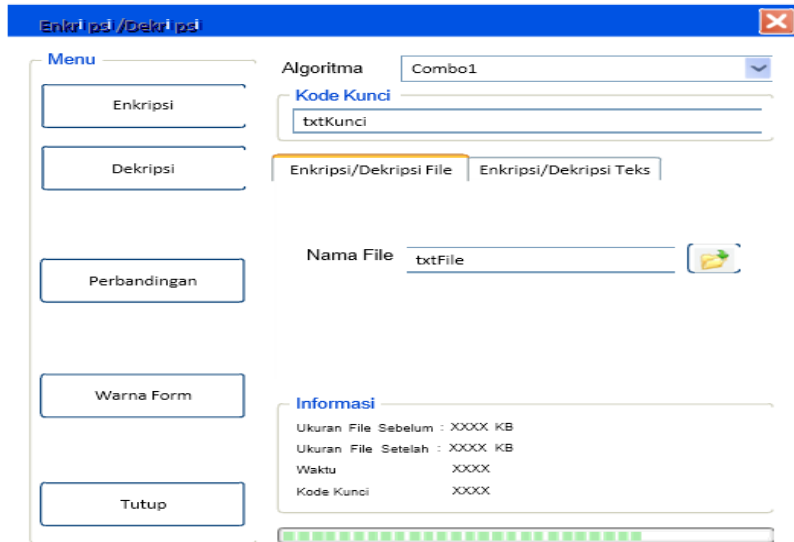 Enkripsi/Dekripsi
Menu
Enkripsi
Dekripsi
Perbandingan
Warna Form
Tutup
Algoritma Combo1
Kode Kunci
txtKunci
Enkripsi/Dekripsi File Enkripsi/Dekripsi Teks
Nama File txtFile
Informasi
Ukuran File Sebelum : XXXX KB
Ukuran File Setelah : XXXX KB
Waktu XXXX
Kode Kunci XXXX